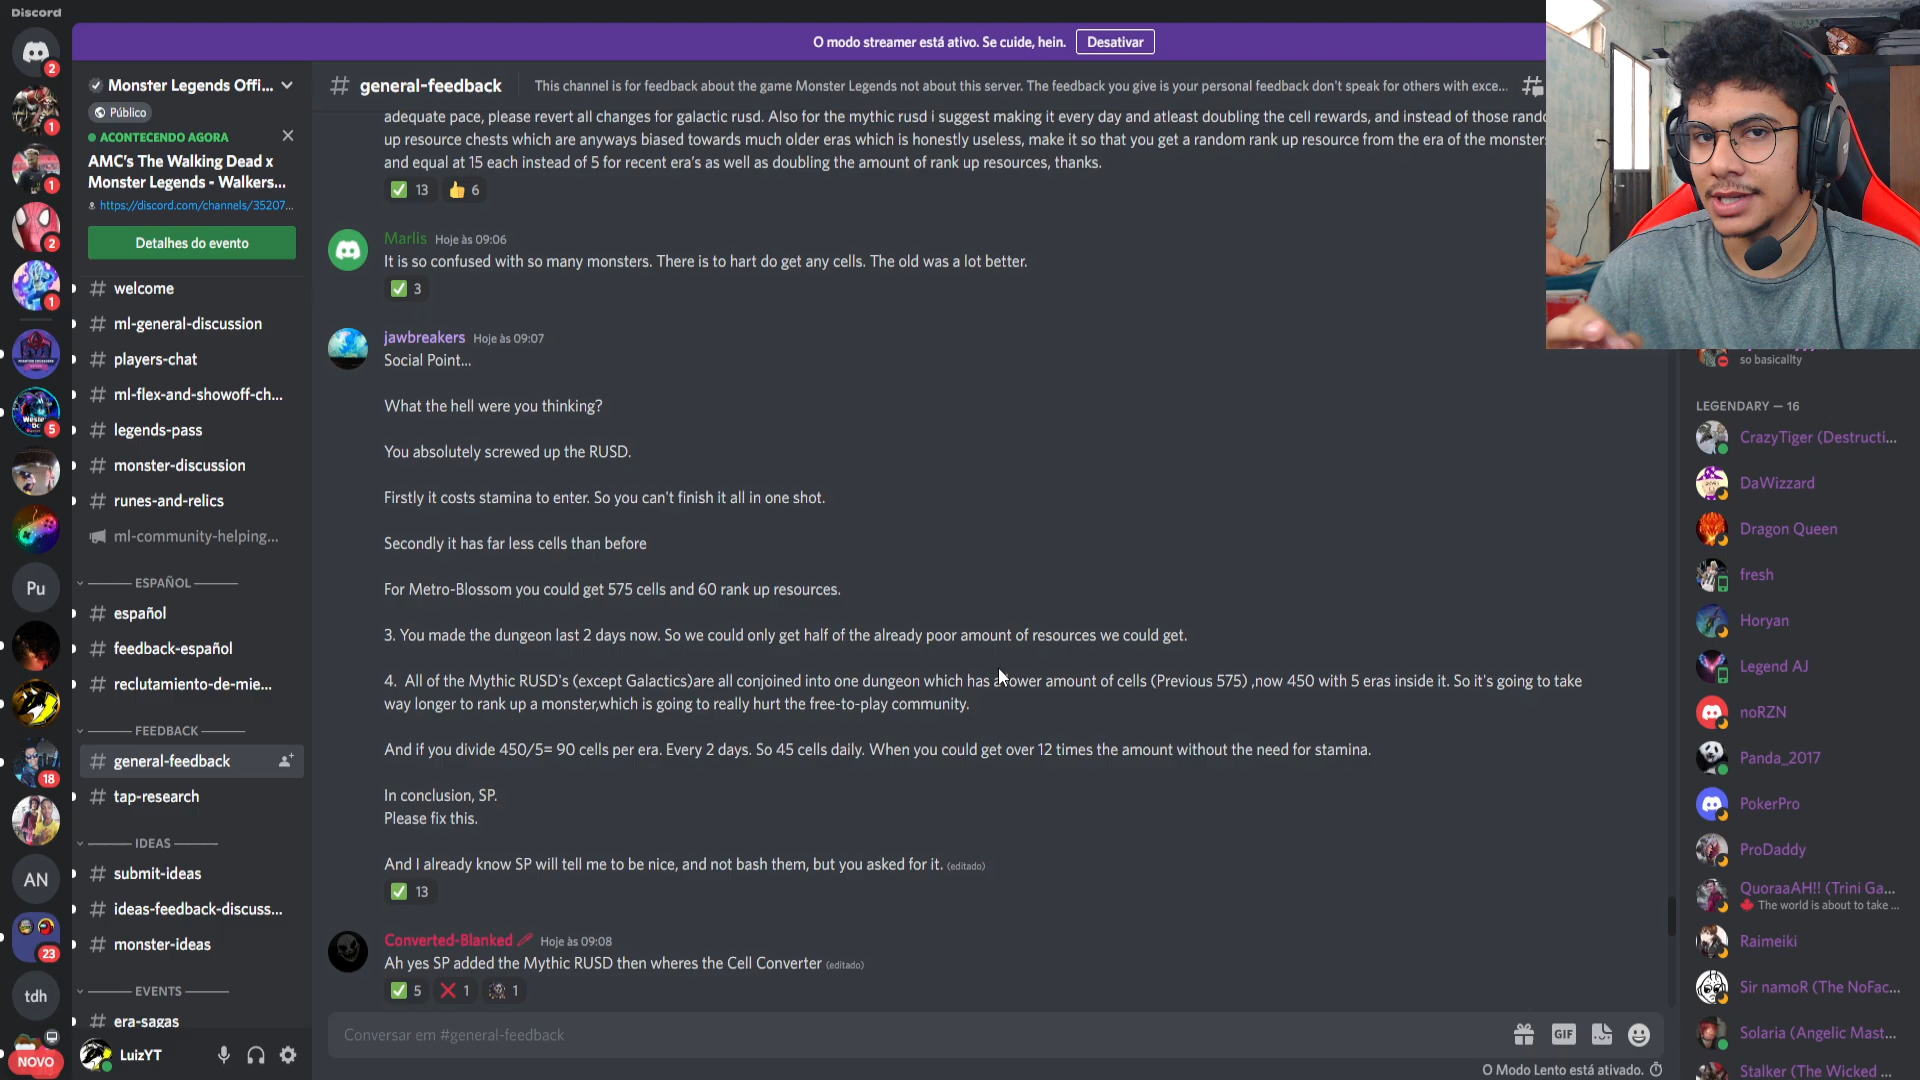 Discord
O modo streamer está ativo. Se cuide, hein.
Desativar
2
1
1
2
1
5
Pu
18
AN
23
tdh
NOVO
Monster Legends Offi...
Público
ACONTECENDO AGORA
AMC's The Walking Dead x
Monster Legends - Walkers...
https://discord.com/channels/35207...
Detalhes do evento
welcome
ml-general-discussion
players-chat
ml-flex-and-showoff-ch...
legends-pass
monster-discussion
runes-and-relics
ml-community-helping...
ESPAÑOL
español
feedback-español
reclutamiento-de-mie...
FEEDBACK
general-feedback
tap-research
IDEAS
submit-ideas
ideas-feedback-discuss...
monster-ideas
EVENTS
era-sagas
LuizYT
general-feedback
This channel is for feedback about the game Monster Legends not about this server. The feedback you give is your personal feedback don't speak for others with exce...
adequate pace, please revert all changes for galactic rusd. Also for the mythic rusd i suggest making it every day and atleast doubling the cell rewards, and instead of those rando
up resource chests which are anyways biased towards much older eras which is honestly useless, make it so that you get a random rank up resource from the era of the monster
and equal at 15 each instead of 5 for recent era's as well as doubling the amount of rank up resources, thanks.
13 6
Marlis Hoje às 09:06
It is so confused with so many monsters. There is to hart do get any cells. The old was a lot better.
3
jawbreakers Hoje às 09:07
Social Point...
What the hell were you thinking?
You absolutely screwed up the RUSD.
Firstly it costs stamina to enter. So you can't finish it all in one shot.
Secondly it has far less cells than before
For Metro-Blossom you could get 575 cells and 60 rank up resources.
3. You made the dungeon last 2 days now. So we could only get half of the already poor amount of resources we could get.
4. All of the Mythic RUSD's (except Galactics)are all conjoined into one dungeon which has a lower amount of cells (Previous 575) ,now 450 with 5 eras inside it. So it's going to take
way longer to rank up a monster,which is going to really hurt the free-to-play community.
And if you divide 450/5= 90 cells per era. Every 2 days. So 45 cells daily. When you could get over 12 times the amount without the need for stamina.
In conclusion, SP.
Please fix this.
And I already know SP will tell me to be nice, and not bash them, but you asked for it. (editado)
13
Converted-Blanked Hoje às 09:08
Ah yes SP added the Mythic RUSD then wheres the Cell Converter (editado)
5 1 1
Conversar em #general-feedback
GIF
O Modo Lento está ativado.
so basicallty
LEGENDARY — 16
CrazyTiger (Destructi...
DaWizzard
Dragon Queen
fresh
Horyan
Legend AJ
noRZN
Panda_2017
PokerPro
ProDaddy
QuoraaAH!! (Trini Ga...
The world is about to take ...
Raimeiki
Sir namoR (The NoFac...
Solaria (Angelic Mast...
Stalker (The Wicked ...